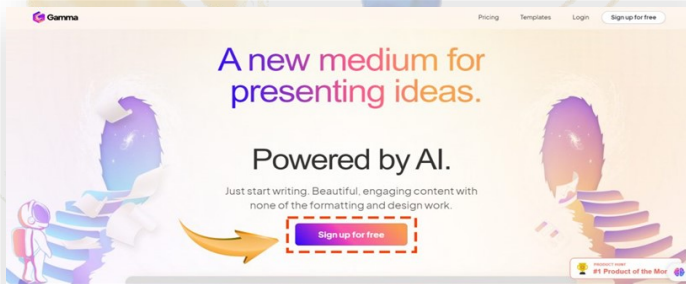 Gamma
Pricing Templates Login Sign up for free
A new medium for
presenting ideas.
Powered by AI.
Just start writing. Beautiful, engaging content with
none of the formatting and design work.
Sign up for free
PRODUCT HUNT
#1 Product of the Mor